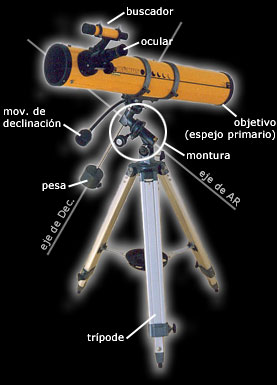 buscador
ocular
mov. de
declinación
objetivo
(espejo primario)
montura
pesa
eje de AR
eje de Dec.
trípode